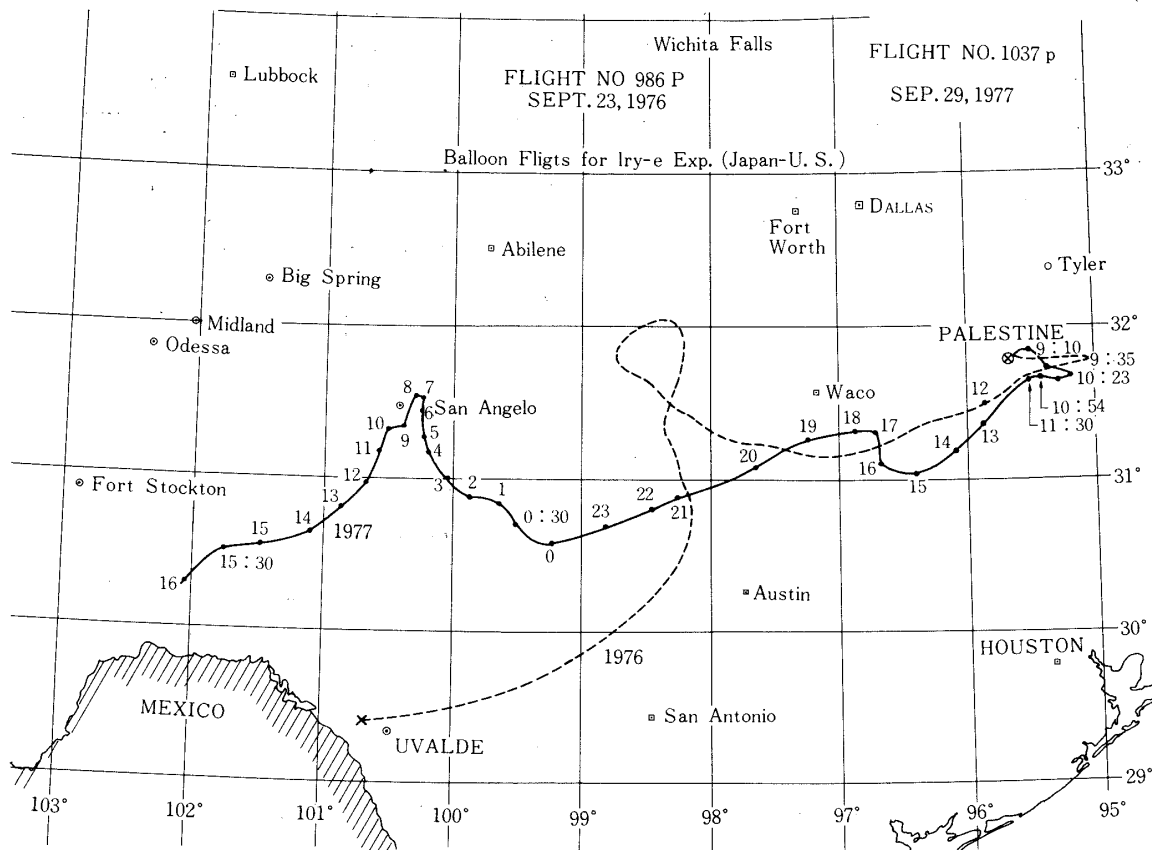 Wichita Falls
FLIGHT NO. 1037 p
SEP. 29, 1977
FLIGHT NO 986 P
SEPT. 23, 1976
Lubbock
Balloon Fligts for Iry-e Exp. (Japan-U.S.)
33°
DALLAS
Fort
Worth
Abilene
Tyler
Big Spring
Midland
Odessa
32°
PALESTINE
9:10
9:35
10:23
10:54
11:30
12
13
14
15
16
17
18
19
Waco
20
21
22
23
0
0:30
1
2
3
4
5
6
7
8
San Angelo
9
10
11
12
13
14
1977
15
15:30
16
31°
Fort Stockton
Austin
30°
HOUSTON
1976
San Antonio
MEXICO
UVALDE
29°
103°
102°
101°
100°
99°
98°
97°
96°
95°